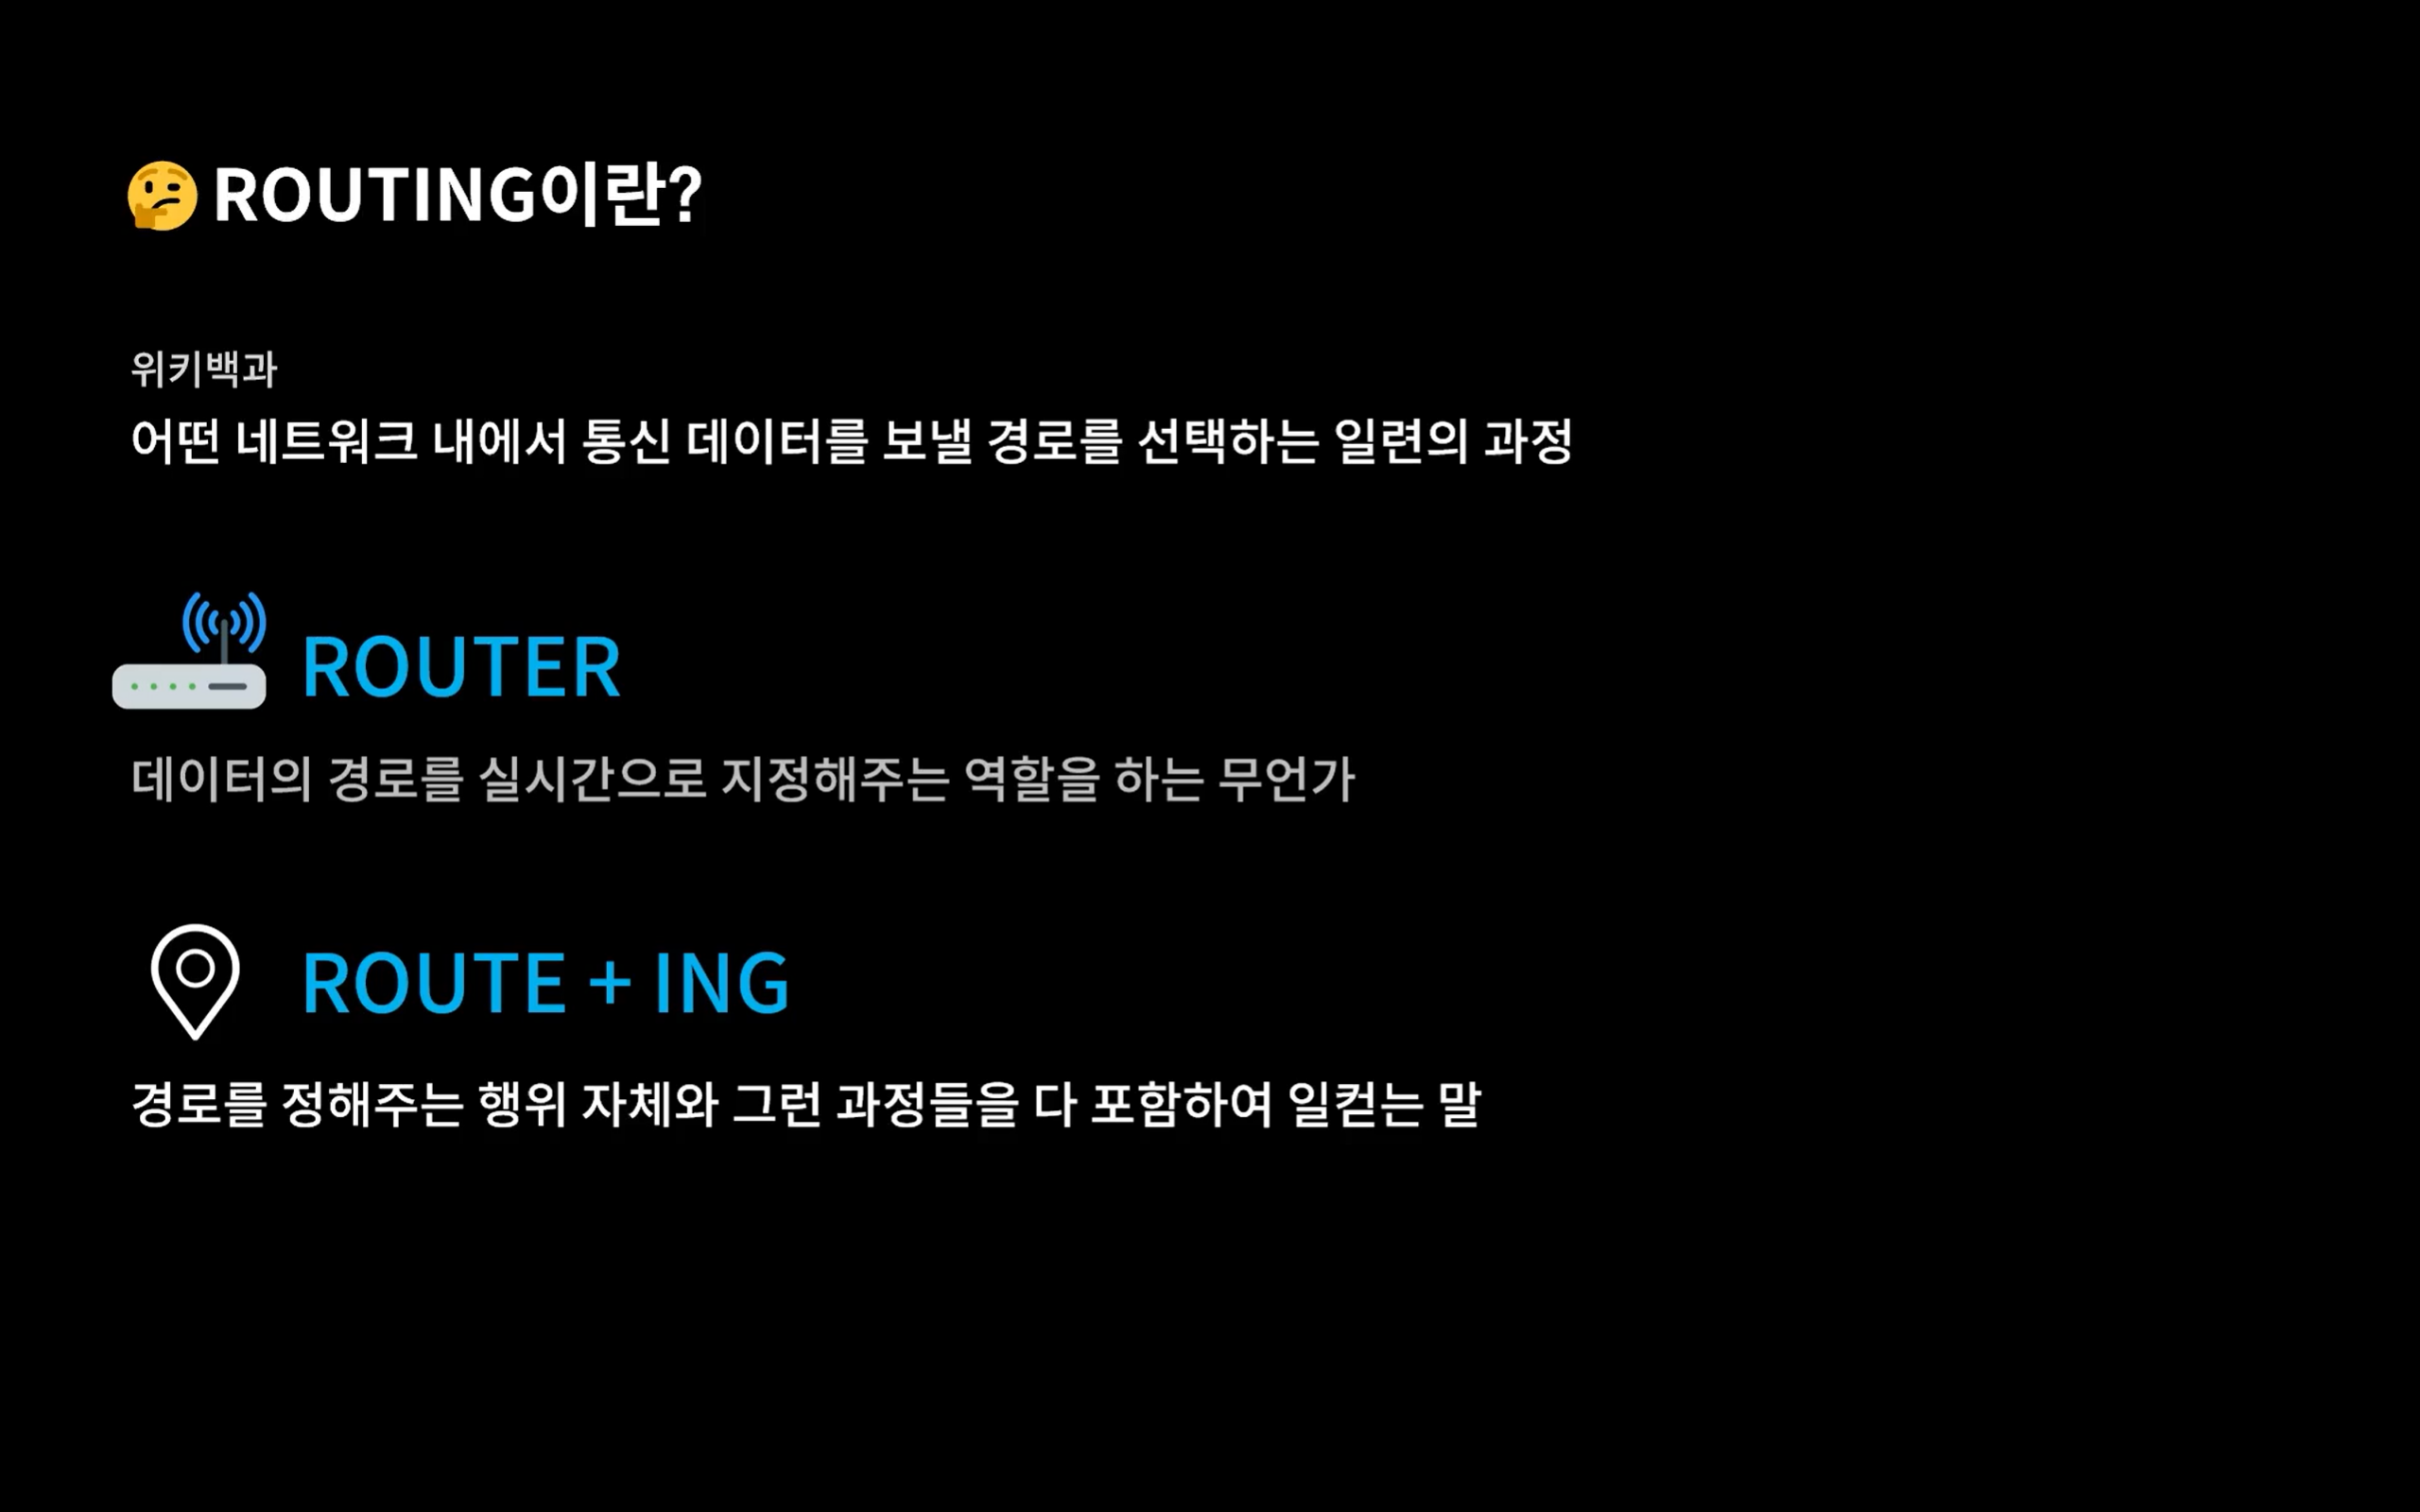 🤔 ROUTING이란?
위키백과
어떤 네트워크 내에서 통신 데이터를 보낼 경로를 선택하는 일련의 과정
ROUTER
데이터의 경로를 실시간으로 지정해주는 역할을 하는 무언가
ROUTE + ING
경로를 정해주는 행위 자체와 그런 과정들을 다 포함하여 일컫는 말